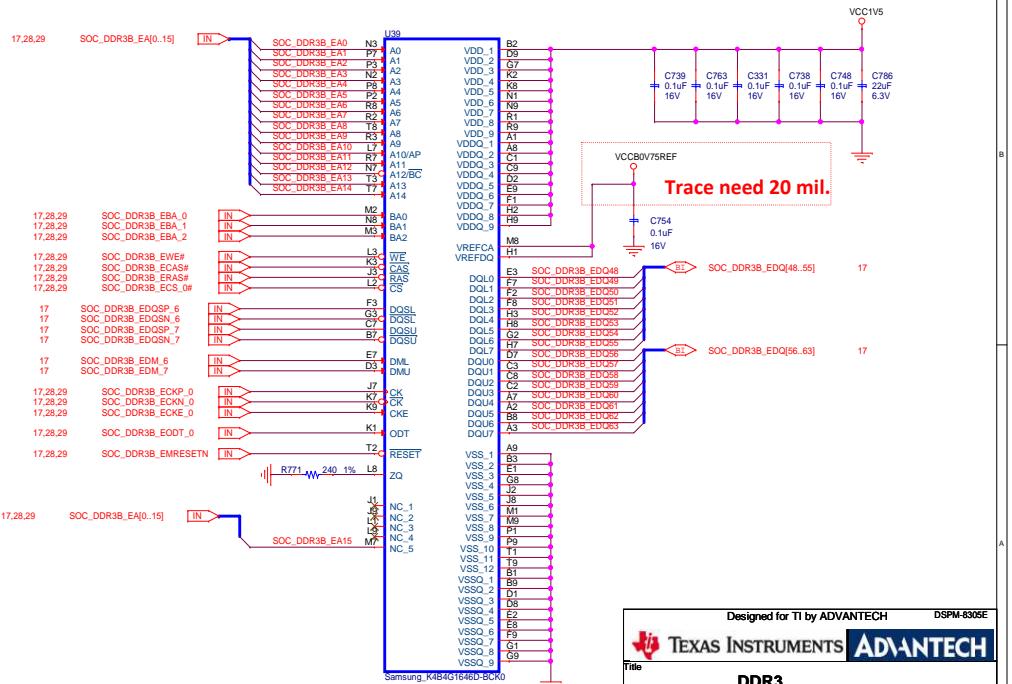 VCC1V5
U39
17,28,29 SOC_DDR3B_EA[0..15] IN
SOC_DDR3B_EA0 N3 A0
SOC_DDR3B_EA1 P7 A1
SOC_DDR3B_EA2 P3 A2
SOC_DDR3B_EA3 N2 A3
SOC_DDR3B_EA4 P8 A4
SOC_DDR3B_EA5 P2 A5
SOC_DDR3B_EA6 R8 A6
SOC_DDR3B_EA7 R2 A7
SOC_DDR3B_EA8 T8 A8
SOC_DDR3B_EA9 R3 A9
SOC_DDR3B_EA10 L7 A10/AP
SOC_DDR3B_EA11 R7 A11
SOC_DDR3B_EA12 N7 A12/BC
SOC_DDR3B_EA13 T3 A13
SOC_DDR3B_EA14 T7 A14
17,28,29 SOC_DDR3B_EBA_0 IN M2 BA0
17,28,29 SOC_DDR3B_EBA_1 IN N8 BA1
17,28,29 SOC_DDR3B_EBA_2 IN M3 BA2
17,28,29 SOC_DDR3B_EWE# IN L3 WE
17,28,29 SOC_DDR3B_ECAS# IN K3 CAS
17,28,29 SOC_DDR3B_ERAS# IN J3 RAS
17,28,29 SOC_DDR3B_ECS_0# IN L2 CS
17 SOC_DDR3B_EDQSP_6 IN F3 DQSL
17 SOC_DDR3B_EDQSN_6 IN G3 DQSL
17 SOC_DDR3B_EDQSP_7 IN C7 DQSU
17 SOC_DDR3B_EDQSN_7 IN B7 DQSU
17 SOC_DDR3B_EDM_6 IN E7 DML
17 SOC_DDR3B_EDM_7 IN D3 DMU
17,28,29 SOC_DDR3B_ECKP_0 IN J7 CK
17,28,29 SOC_DDR3B_ECKN_0 IN K7 CK
17,28,29 SOC_DDR3B_ECKE_0 IN K9 CKE
17,28,29 SOC_DDR3B_EODT_0 IN K1 ODT
17,28,29 SOC_DDR3B_EMRESETN IN T2 RESET
R771 240 1% L8 ZQ
J1 NC_1
J9 NC_2
L1 NC_3
L9 NC_4
17,28,29 SOC_DDR3B_EA[0..15] IN
SOC_DDR3B_EA15 M7 NC_5
Samsung_K4B4G1646D-BCK0
VDD_1 B2
VDD_2 D9
VDD_3 G7
VDD_4 K2
VDD_5 K8
VDD_6 N1
VDD_7 N9
VDD_8 R1
VDD_9 R9
VDDQ_1 A1
VDDQ_2 A8
VDDQ_3 C1
VDDQ_4 C9
VDDQ_5 D2
VDDQ_6 E9
VDDQ_7 F1
VDDQ_8 H2
VDDQ_9 H9
VREFCA M8
VREFDQ H1
DQL0 E3 SOC_DDR3B_EDQ48
DQL1 F7 SOC_DDR3B_EDQ49
DQL2 F2 SOC_DDR3B_EDQ50
DQL3 F8 SOC_DDR3B_EDQ51
DQL4 H3 SOC_DDR3B_EDQ52
DQL5 H8 SOC_DDR3B_EDQ53
DQL6 G2 SOC_DDR3B_EDQ54
DQL7 H7 SOC_DDR3B_EDQ55
DQU0 D7 SOC_DDR3B_EDQ56
DQU1 C3 SOC_DDR3B_EDQ57
DQU2 C8 SOC_DDR3B_EDQ58
DQU3 C2 SOC_DDR3B_EDQ59
DQU4 A7 SOC_DDR3B_EDQ60
DQU5 A2 SOC_DDR3B_EDQ61
DQU6 B8 SOC_DDR3B_EDQ62
DQU7 A3 SOC_DDR3B_EDQ63
BI SOC_DDR3B_EDQ[48..55] 17
BI SOC_DDR3B_EDQ[56..63] 17
VSS_1 A9
VSS_2 B3
VSS_3 E1
VSS_4 G8
VSS_5 J2
VSS_6 J8
VSS_7 M1
VSS_8 M9
VSS_9 P1
VSS_10 P9
VSS_11 T1
VSS_12 T9
VSSQ_1 B1
VSSQ_2 B9
VSSQ_3 D1
VSSQ_4 D8
VSSQ_5 E2
VSSQ_6 E8
VSSQ_7 F9
VSSQ_8 G1
VSSQ_9 G9
C739 C763 C331 C738 C748 C786
0.1uF 0.1uF 0.1uF 0.1uF 0.1uF 22uF
16V 16V 16V 16V 16V 6.3V
VCCB0V75REF
Trace need 20 mil.
C754
0.1uF
16V
B
A
Designed for TI by ADVANTECH DSPM-8305E
TEXAS INSTRUMENTS ADVANTECH
Title
DDR3